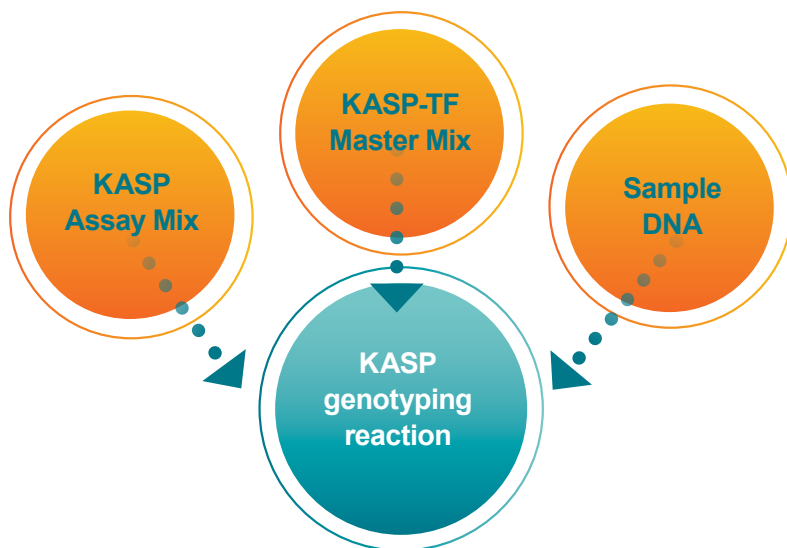 KASP
Assay Mix
KASP-TF
Master Mix
Sample
DNA
KASP
genotyping
reaction